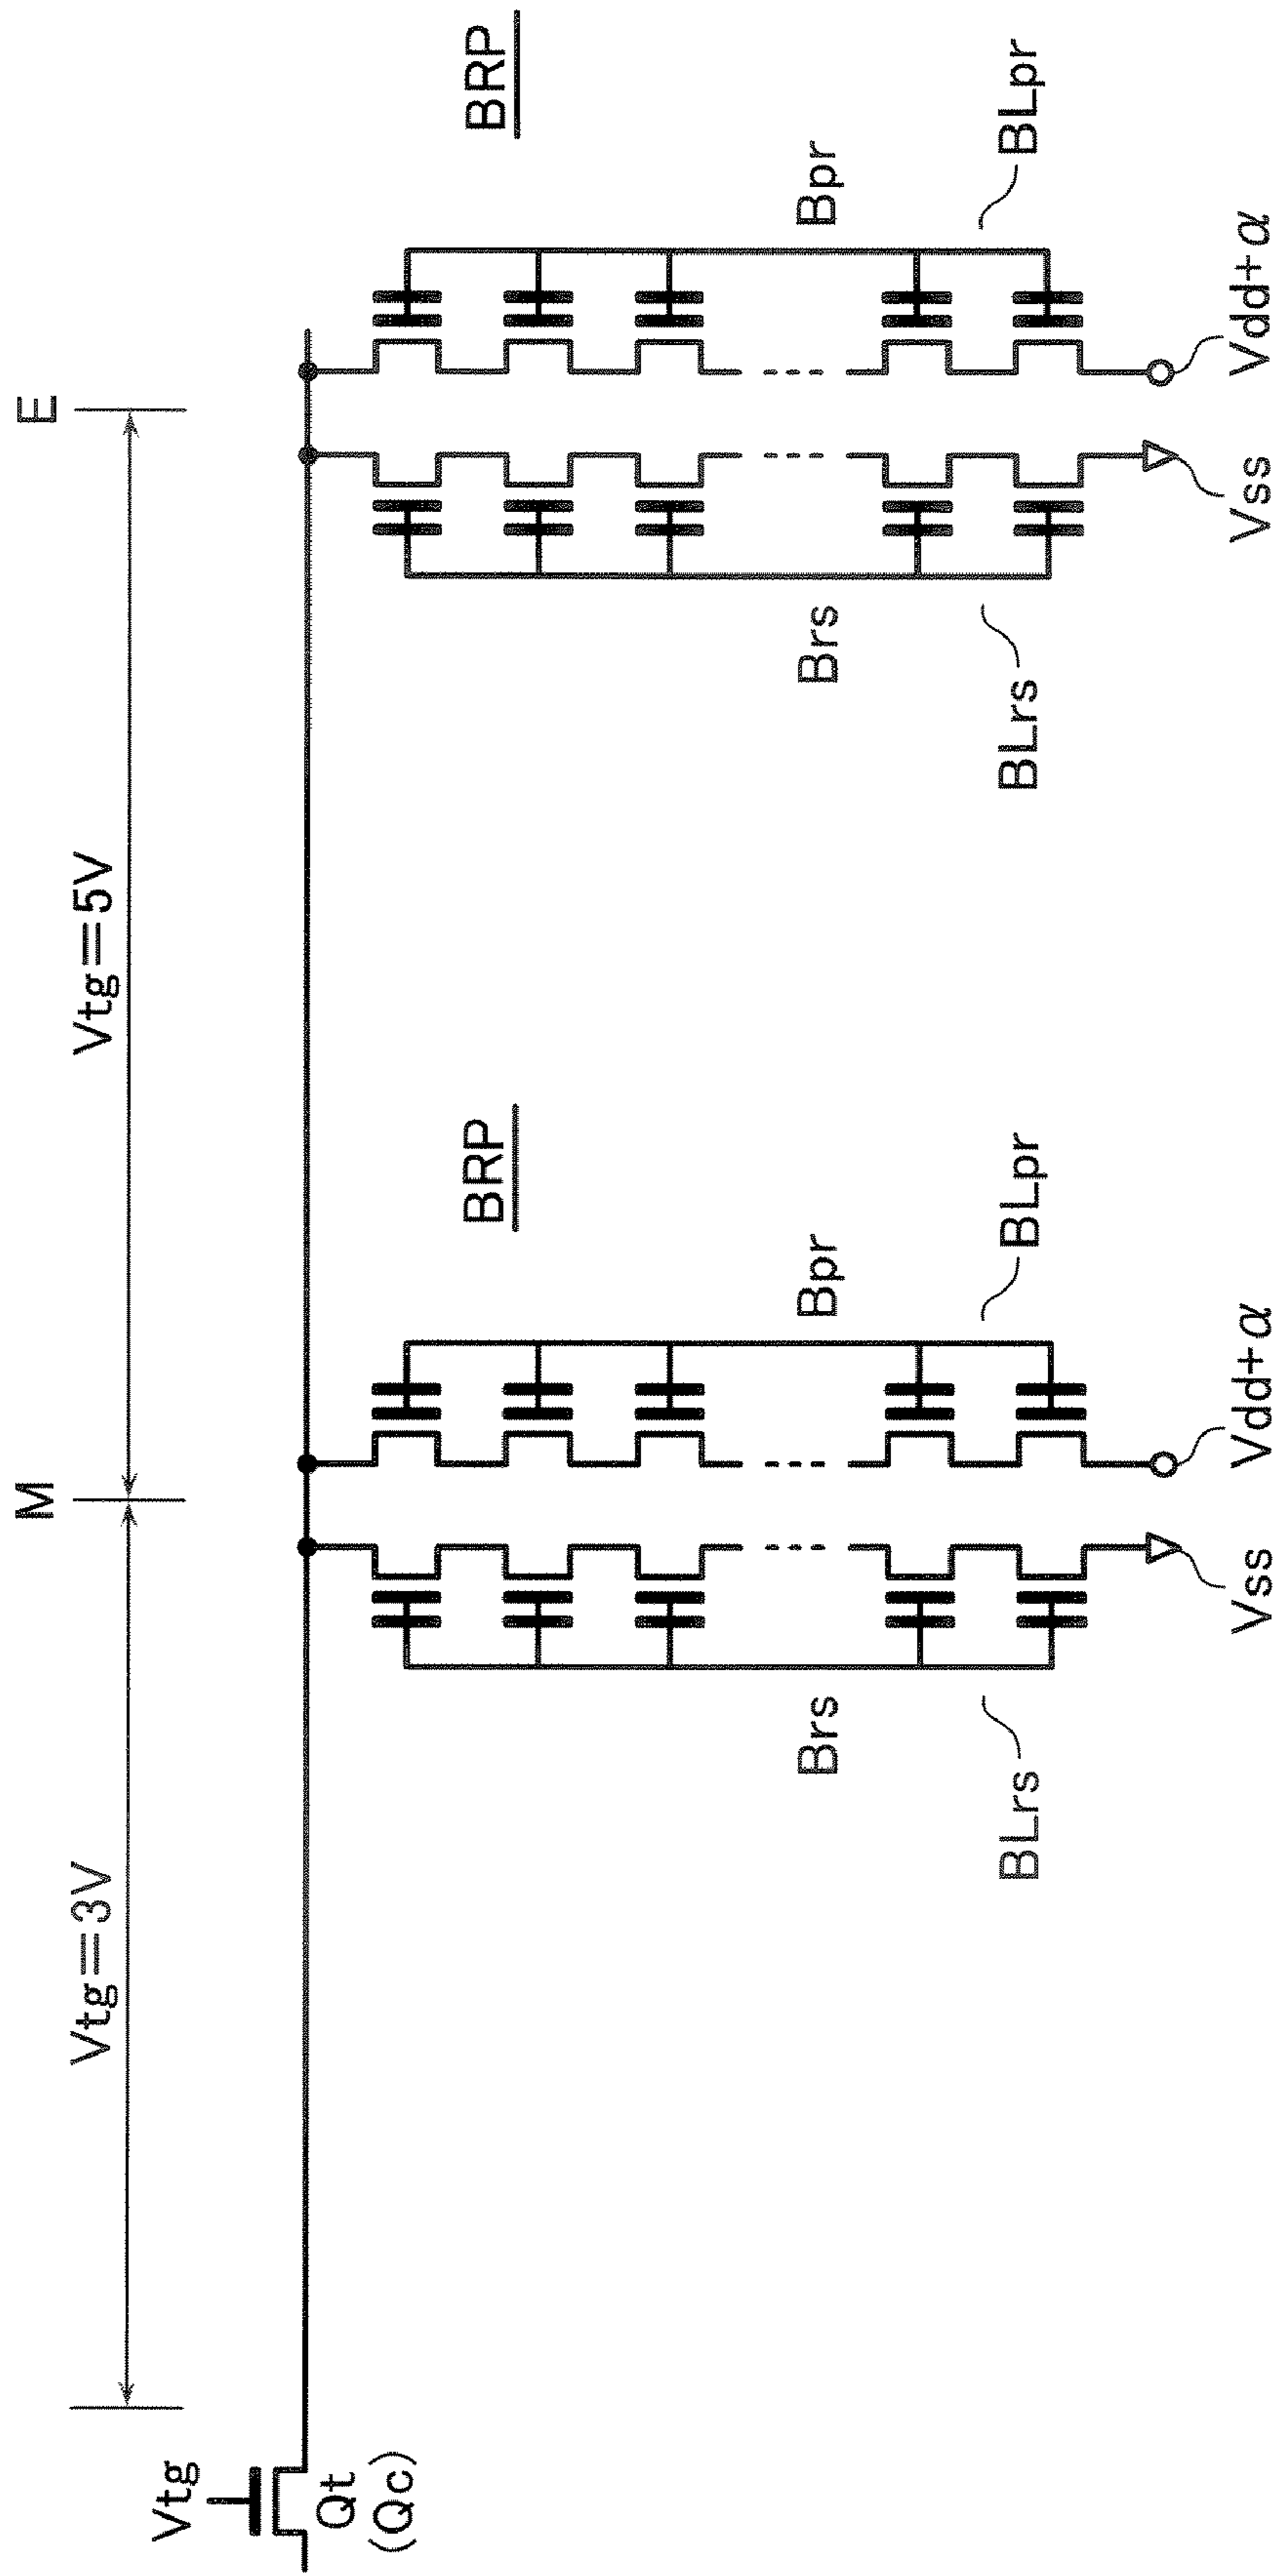 M
E
Vtg=3V
Vtg=5V
Vtg
Qt
(Qc)
BRP
BRP
Brs
Bpr
Brs
Bpr
BLrs
BLpr
BLrs
BLpr
Vss
Vdd+α
Vss
Vdd+α